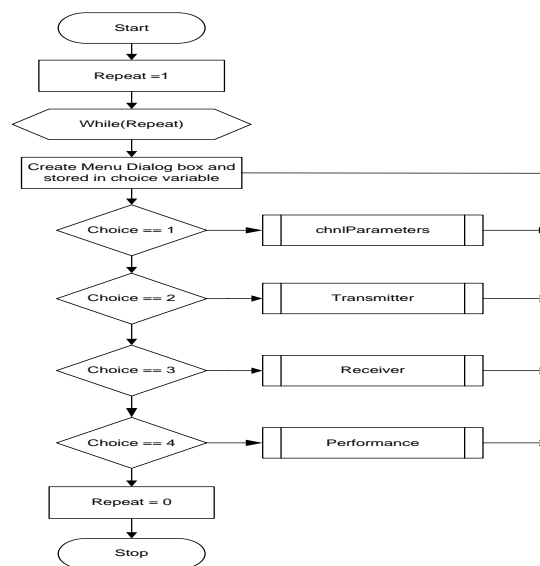 Start
Repeat =1
While(Repeat)
Create Menu Dialog box and
stored in choice variable
Choice == 1
chnlParameters
Choice == 2
Transmitter
Choice == 3
Receiver
Choice == 4
Performance
Repeat = 0
Stop